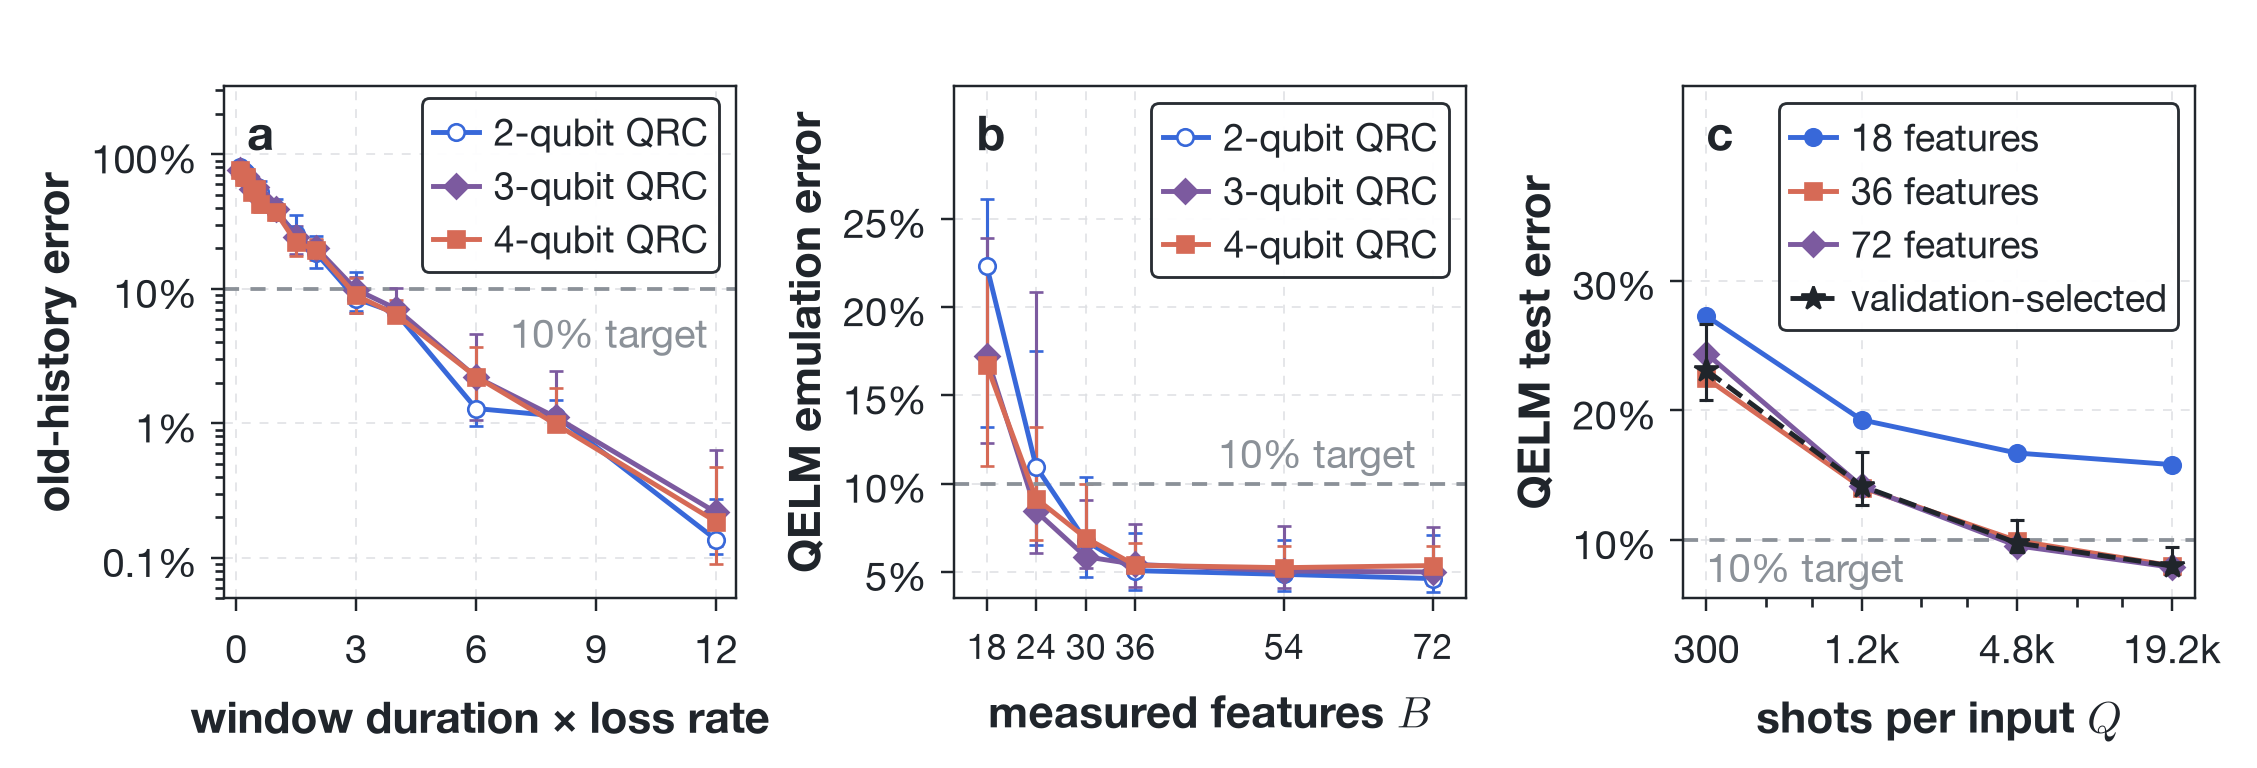 a
2-qubit QRC
3-qubit QRC
4-qubit QRC
10% target
100%
10%
1%
0.1%
old-history error
0 3 6 9 12
window duration × loss rate
b
2-qubit QRC
3-qubit QRC
4-qubit QRC
10% target
25%
20%
15%
10%
5%
QELM emulation error
18 24 30 36 54 72
measured features B
c
18 features
36 features
72 features
validation-selected
10% target
30%
20%
10%
QELM test error
300 1.2k 4.8k 19.2k
shots per input Q